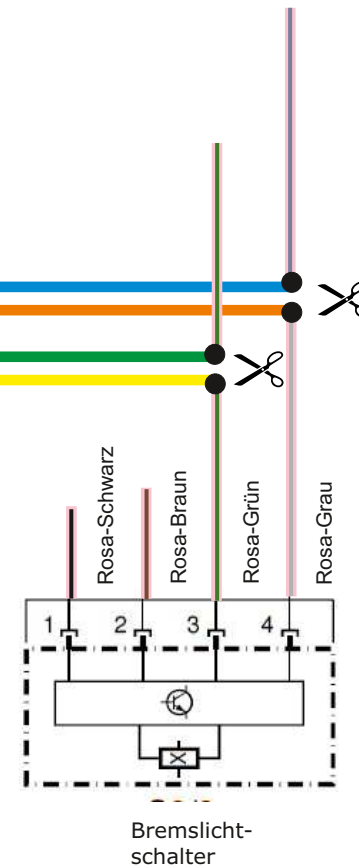 Rosa-Schwarz
Rosa-Braun
Rosa-Grün
Rosa-Grau
1 2 3 4
Bremslicht-
schalter